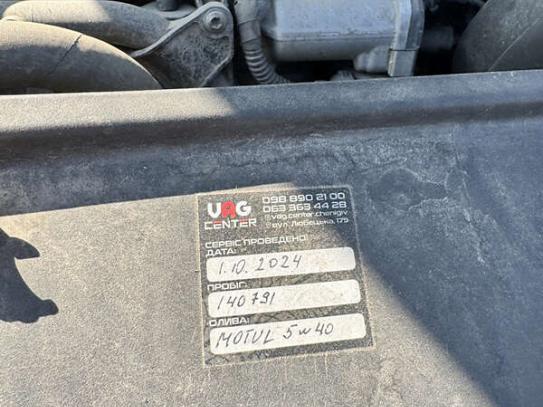 VAG
CENTER
098 890 21 00
063 363 44 28
vag.center.chernigiv
вул. Любецька, 179
СЕРВІС ПРОВЕДЕНО:
ДАТА:
1.10.2024
ПРОБІГ:
140791
ОЛИВА:
MOTUL 5w40